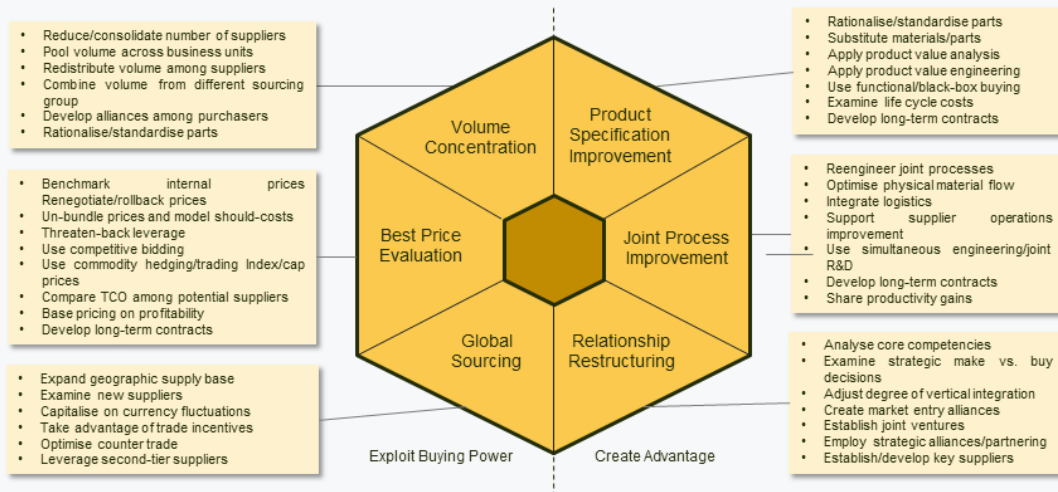 • Reduce/consolidate number of suppliers
• Pool volume across business units
• Redistribute volume among suppliers
• Combine volume from different sourcing
group
• Develop alliances among purchasers
• Rationalise/standardise parts
• Benchmark internal prices
Renegotiate/rollback prices
• Un-bundle prices and model should-costs
• Threaten-back leverage
• Use competitive bidding
• Use commodity hedging/trading Index/cap
prices
• Compare TCO among potential suppliers
• Base pricing on profitability
• Develop long-term contracts
• Expand geographic supply base
• Examine new suppliers
• Capitalise on currency fluctuations
• Take advantage of trade incentives
• Optimise counter trade
• Leverage second-tier suppliers
Volume
Concentration
Product
Specification
Improvement
Best Price
Evaluation
Joint Process
Improvement
Global
Sourcing
Relationship
Restructuring
Exploit Buying Power
Create Advantage
• Rationalise/standardise parts
• Substitute materials/parts
• Apply product value analysis
• Apply product value engineering
• Use functional/black-box buying
• Examine life cycle costs
• Develop long-term contracts
• Reengineer joint processes
• Optimise physical material flow
• Integrate logistics
• Support supplier operations
improvement
• Use simultaneous engineering/joint
R&D
• Develop long-term contracts
• Share productivity gains
• Analyse core competencies
• Examine strategic make vs. buy
decisions
• Adjust degree of vertical integration
• Create market entry alliances
• Establish joint ventures
• Employ strategic alliances/partnering
• Establish/develop key suppliers